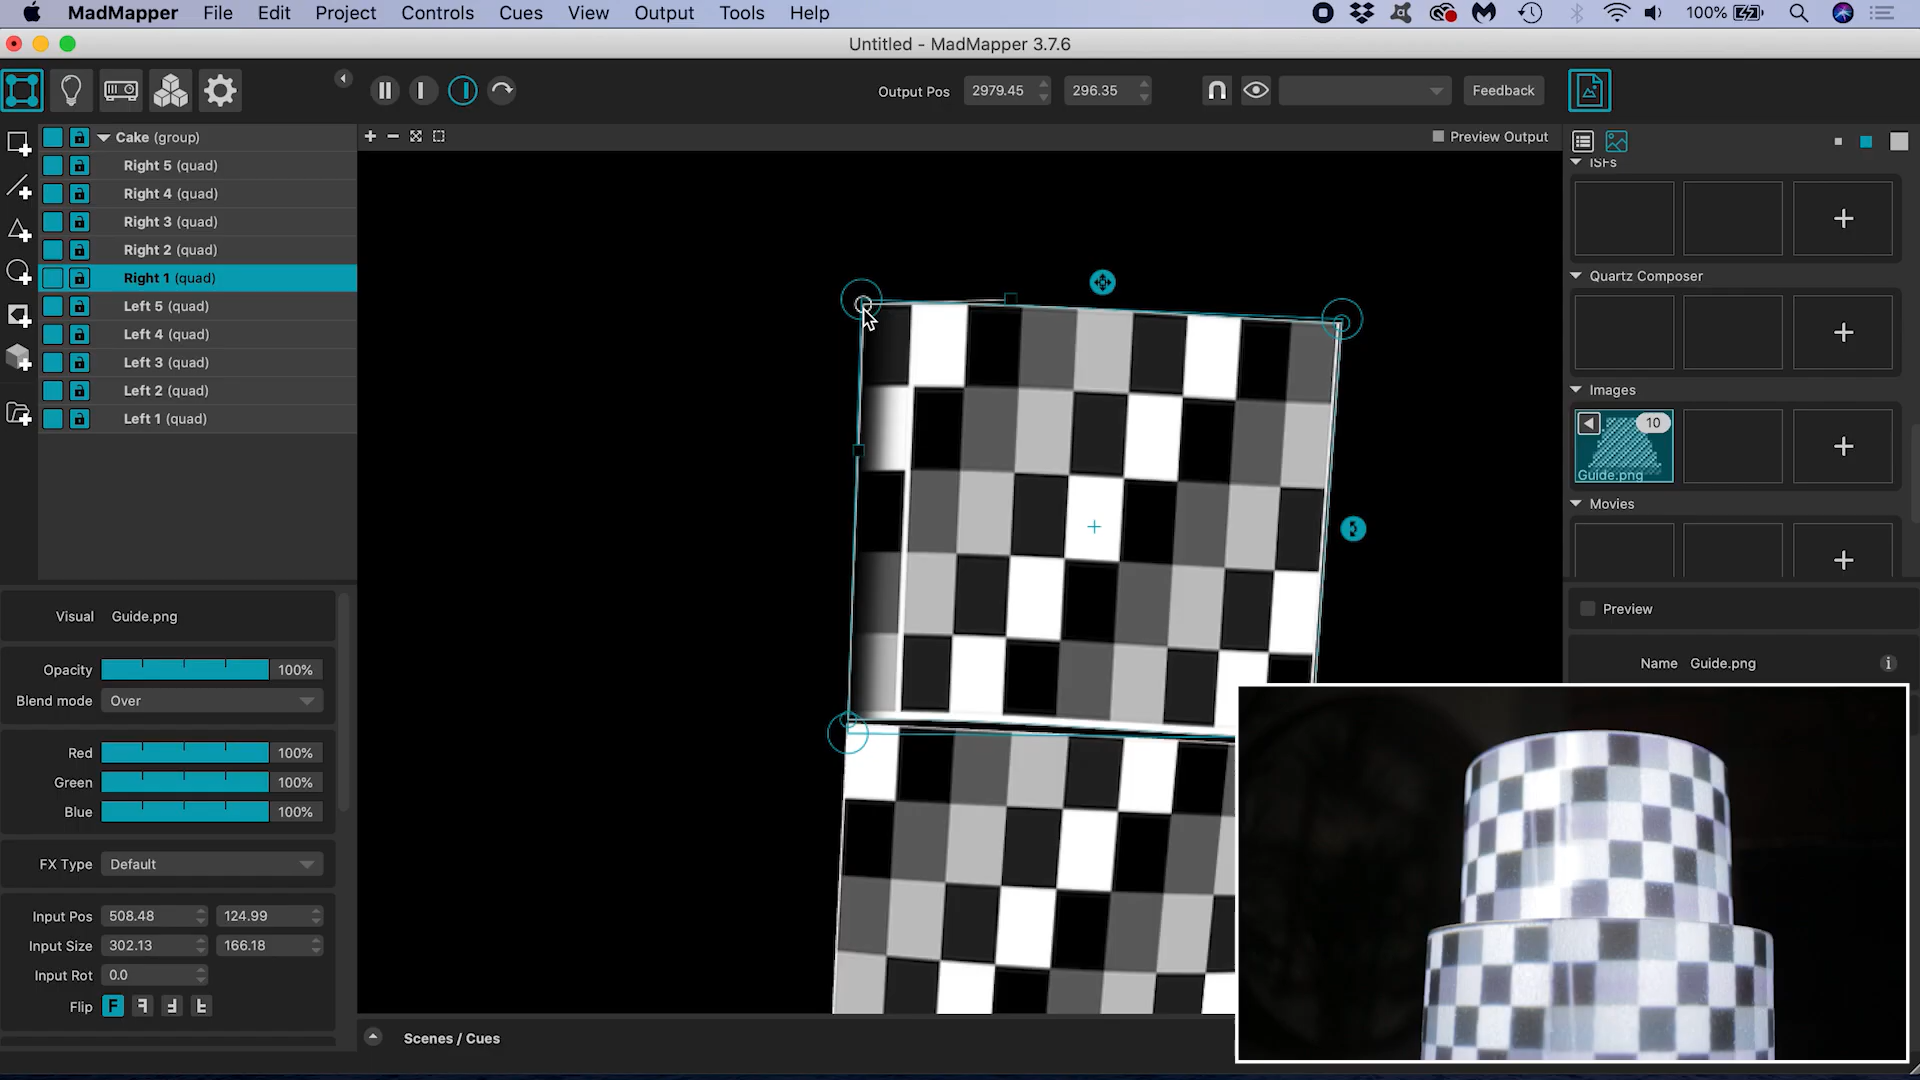 MadMapper File Edit Project Controls Cues View Output Tools Help 100%
Untitled - MadMapper 3.7.6
Output Pos 2979.45 296.35 Feedback
Preview Output
Cake (group)
Right 5 (quad)
Right 4 (quad)
Right 3 (quad)
Right 2 (quad)
Right 1 (quad)
Left 5 (quad)
Left 4 (quad)
Left 3 (quad)
Left 2 (quad)
Left 1 (quad)
Visual Guide.png
Opacity 100%
Blend mode Over
Red 100%
Green 100%
Blue 100%
FX Type Default
Input Pos 508.48 124.99
Input Size 302.13 166.18
Input Rot 0.0
Flip F F F F
Scenes / Cues
ISFs
Quartz Composer
Images
10
Guide.png
Movies
Preview
Name Guide.png